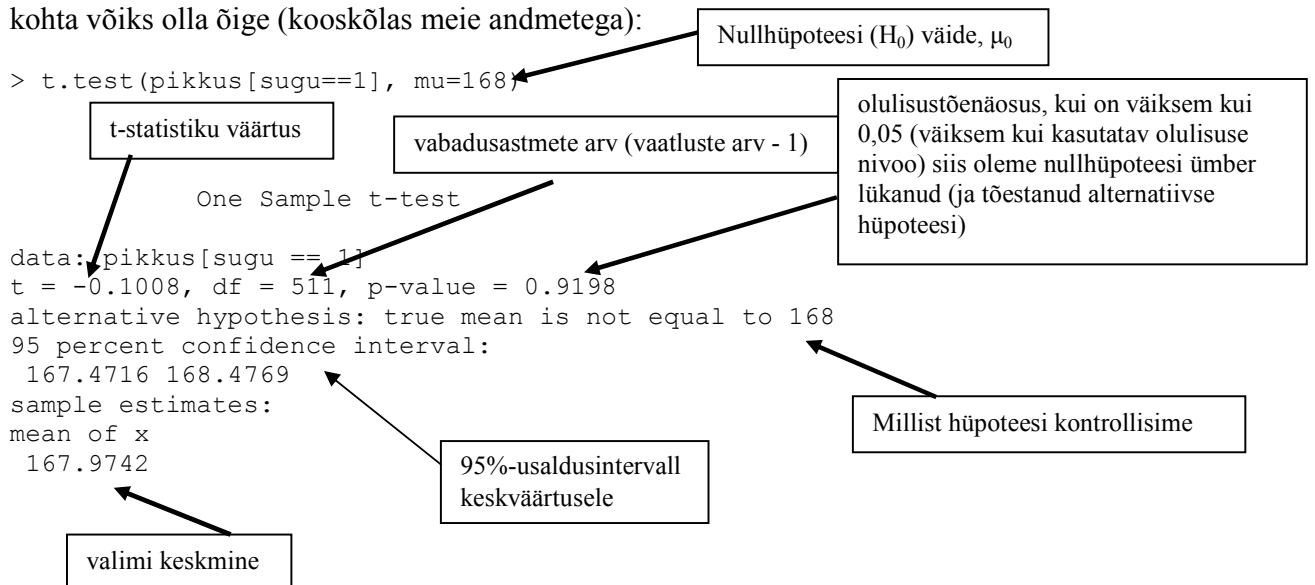 kohta võiks olla õige (kooskõlas meie andmetega):
Nullhüpoteesi (H₀) väide, μ₀
> t.test(pikkus[sugu==1], mu=168)
t-statistiku väärtus
vabadusastmete arv (vaatluste arv - 1)
olulisustõenäosus, kui on väiksem kui
0,05 (väiksem kui kasutatav olulisuse
nivoo) siis oleme nullhüpoteesi ümber
lükanud (ja tõestanud alternatiivse
hüpoteesi)
One Sample t-test
data: pikkus[sugu == 1]
t = -0.1008, df = 511, p-value = 0.9198
alternative hypothesis: true mean is not equal to 168
95 percent confidence interval:
167.4716 168.4769
sample estimates:
mean of x
167.9742
Millist hüpoteesi kontrollisime
95%-usaldusintervall
keskväärtusele
valimi keskmine